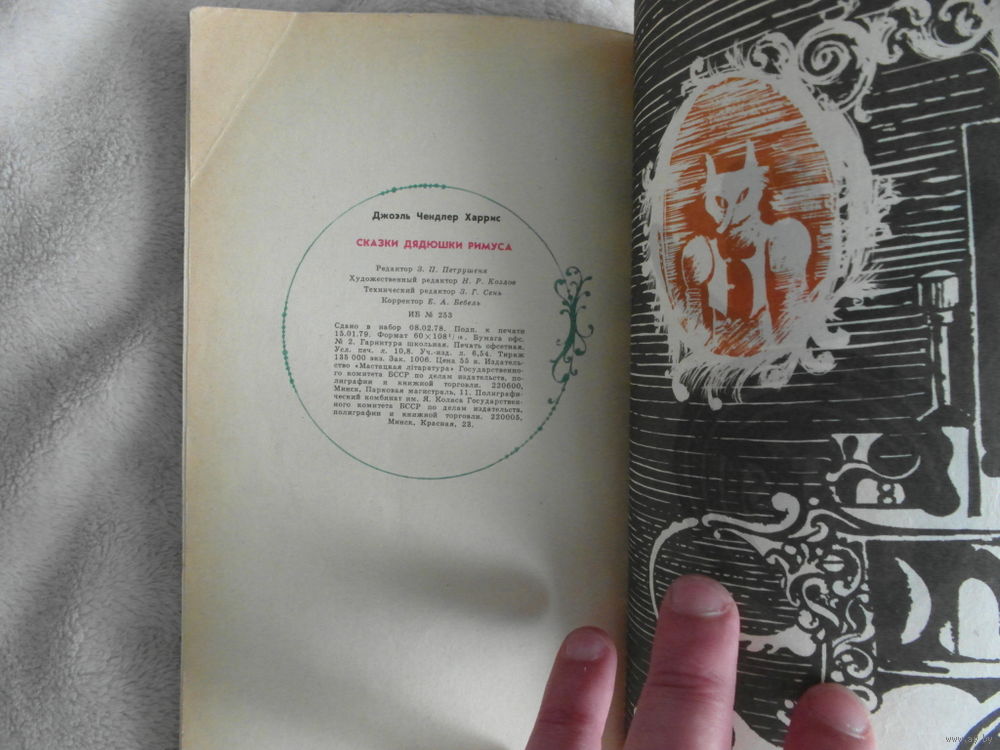 Джоэль Чендлер Харрис
СКАЗКИ ДЯДЮШКИ РИМУСА
Редактор З. П. Петрушеня
Художественный редактор Н. Р. Козлов
Технический редактор З. Г. Сень
Корректор Е. А. Бебель
ИБ № 253
Сдано в набор 08.02.78. Подп. к печати
15.01.79. Формат 60×108¹/₁₆. Бумага офс.
№ 2. Гарнитура школьная. Печать офсетная.
Усл. печ. л. 10,8. Уч.-изд. л. 6,54. Тираж
135 000 экз. Зак. 1006. Цена 55 к. Издатель-
ство «Мастацкая літаратура» Государственно-
го комитета БССР по делам издательств, по-
лиграфии и книжной торговли. 220600,
Минск, Парковая магистраль, 11. Полиграфи-
ческий комбинат им. Я. Коласа Государствен-
ного комитета БССР по делам издательств,
полиграфии и книжной торговли. 220005,
Минск, Красная, 23.
www.ay.by